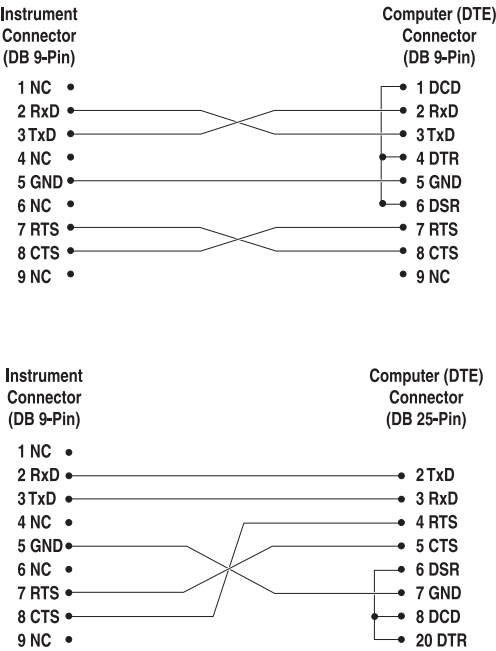 Instrument
Connector
(DB 9-Pin)
Computer (DTE)
Connector
(DB 9-Pin)
1 NC
1 DCD
2 RxD
2 RxD
3 TxD
3 TxD
4 NC
4 DTR
5 GND
5 GND
6 NC
6 DSR
7 RTS
7 RTS
8 CTS
8 CTS
9 NC
9 NC
Instrument
Connector
(DB 9-Pin)
Computer (DTE)
Connector
(DB 25-Pin)
1 NC
2 RxD
2 TxD
3 TxD
3 RxD
4 NC
4 RTS
5 GND
5 CTS
6 NC
6 DSR
7 RTS
7 GND
8 CTS
8 DCD
9 NC
20 DTR